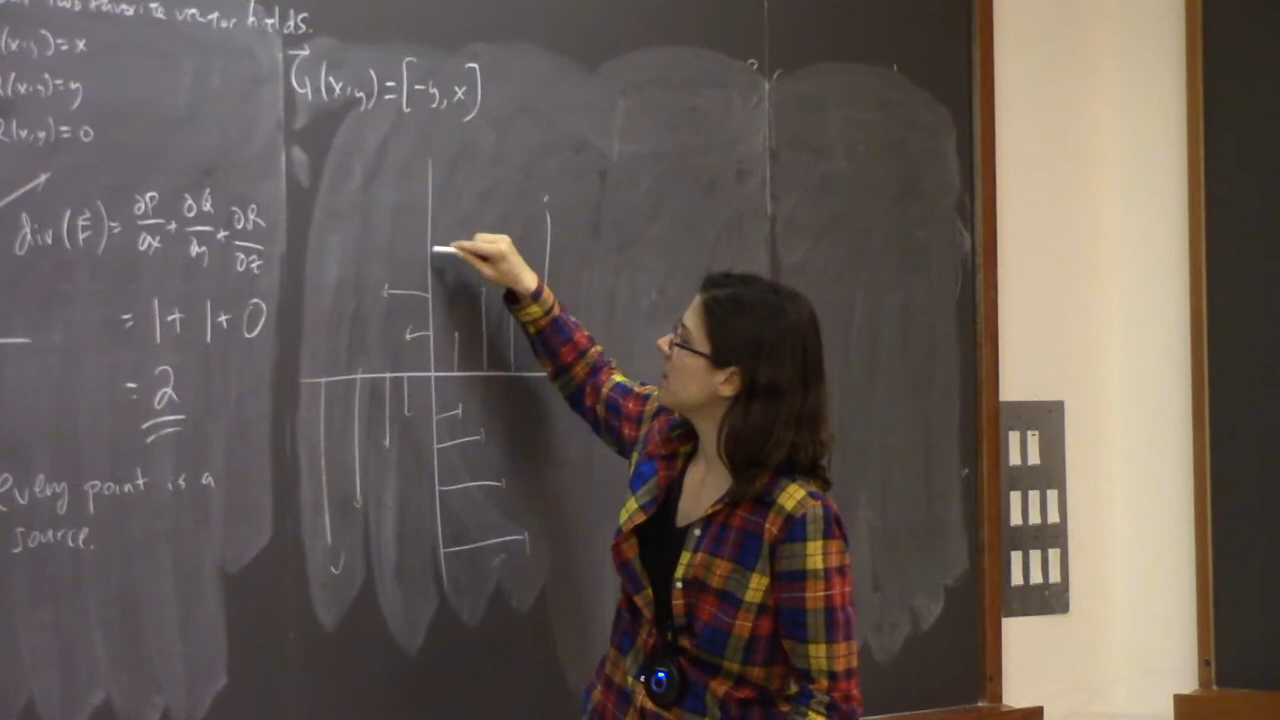 two favorite vector fields.
(x,y)=x
(x,y)=y
R(x,y)=0
div(F⃗)= ∂P/∂x + ∂Q/∂y + ∂R/∂z
= 1+ 1+ 0
= 2
every point is a
source.
G⃗(x,y)=[-y, x]